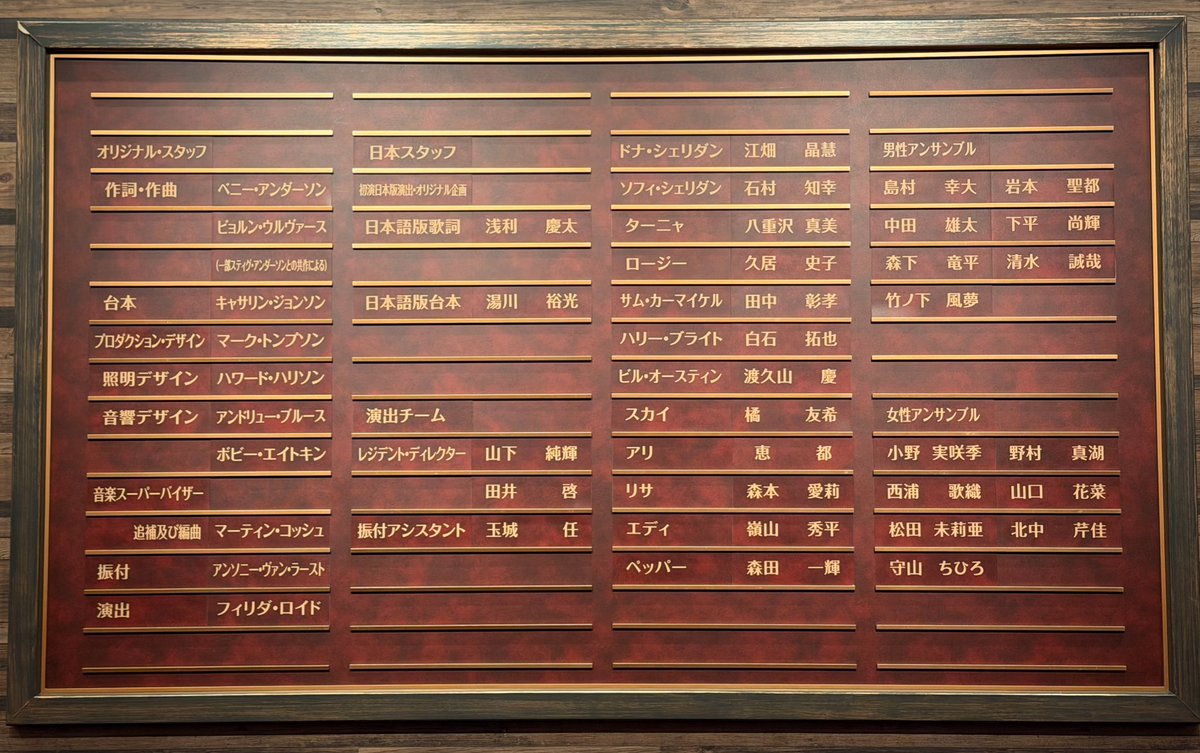 オリジナル・スタッフ
作詞・作曲 ベニー・アンダーソン
ビョルン・ウルヴァース
(一部スティグ・アンダーソンとの共作による)
台本 キャサリン・ジョンソン
プロダクション・デザイン マーク・トンプソン
照明デザイン ハワード・ハリソン
音響デザイン アンドリュー・ブルース
ボビー・エイトキン
音楽スーパーバイザー
追補及び編曲 マーティン・コッシュ
振付 アンソニー・ヴァン・ラースト
演出 フィリダ・ロイド
日本スタッフ
初演日本版演出・オリジナル企画
日本語版歌詞 浅利 慶太
日本語版台本 湯川 裕光
演出チーム
レジデント・ディレクター 山下 純輝
田井 啓
振付アシスタント 玉城 任
ドナ・シェリダン 江畑 晶慧
ソフィ・シェリダン 石村 知幸
ターニャ 八重沢 真美
ロージー 久居 史子
サム・カーマイケル 田中 彰孝
ハリー・ブライト 白石 拓也
ビル・オースティン 渡久山 慶
スカイ 橘 友希
アリ 恵 都
リサ 森本 愛莉
エディ 嶺山 秀平
ペッパー 森田 一輝
男性アンサンブル
島村 幸大 岩本 聖都
中田 雄太 下平 尚輝
森下 竜平 清水 誠哉
竹ノ下 風夢
女性アンサンブル
小野 実咲季 野村 真湖
西浦 歌織 山口 花菜
松田 未莉亜 北中 芹佳
守山 ちひろ